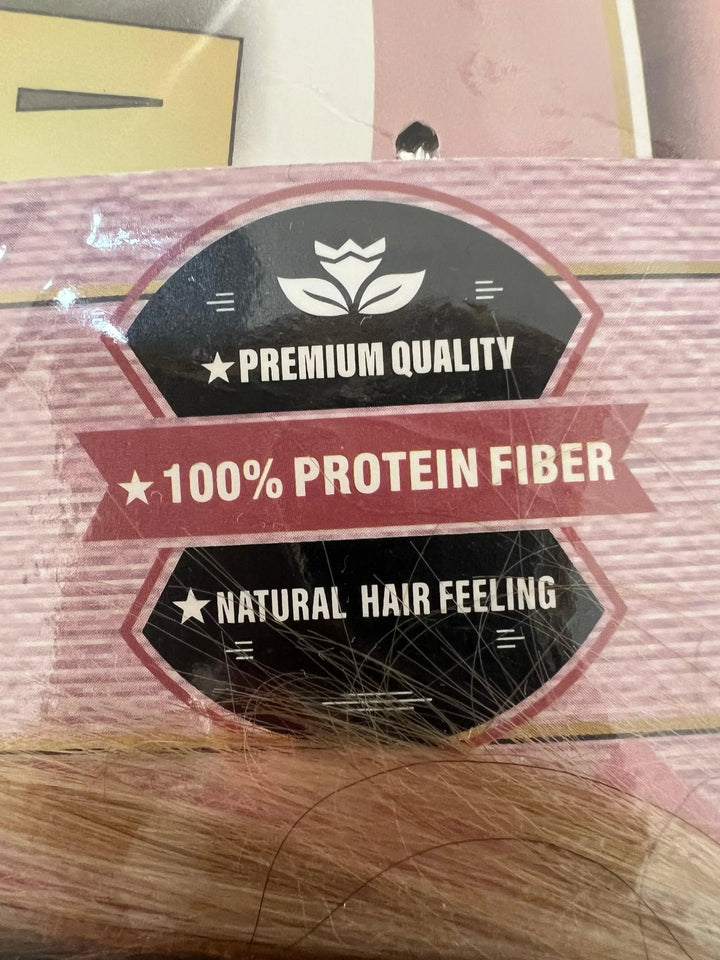 ★PREMIUM QUALITY
★100% PROTEIN FIBER
★NATURAL HAIR FEELING